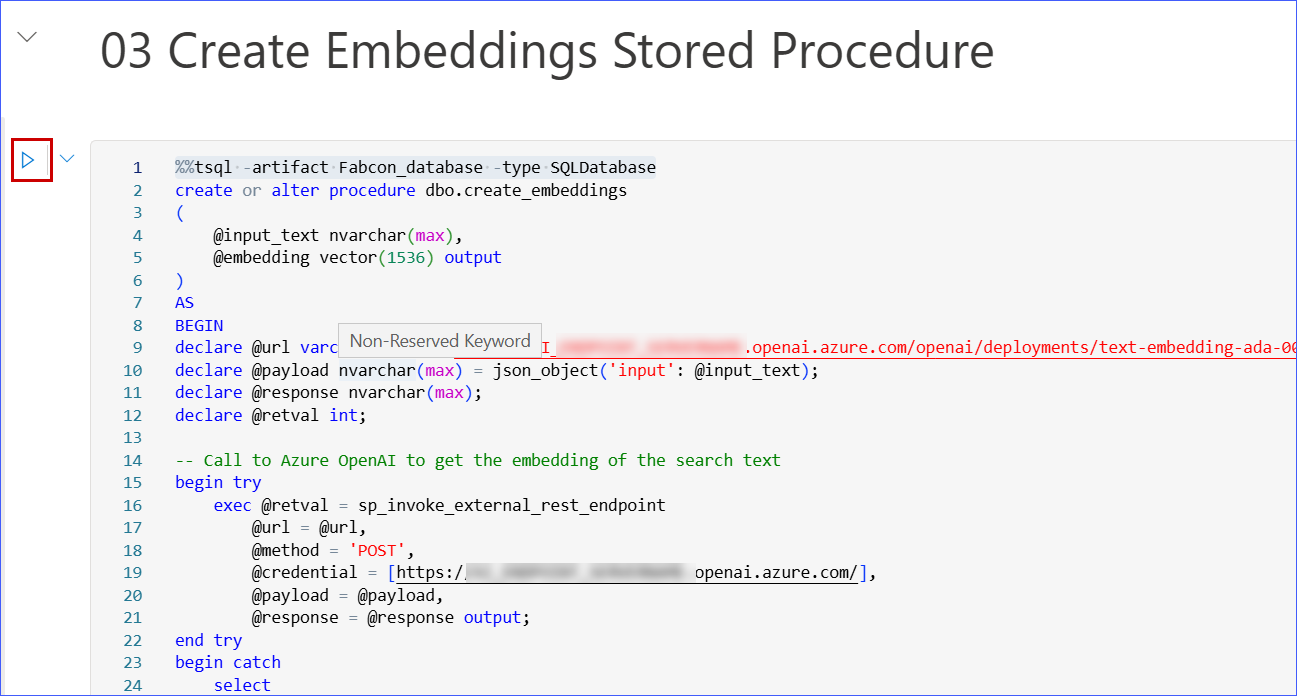 03 Create Embeddings Stored Procedure
1 %%tsql -artifact Fabcon_database -type SQLDatabase
2 create or alter procedure dbo.create_embeddings
3 (
4 @input_text nvarchar(max),
5 @embedding vector(1536) output
6 )
7 AS
8 BEGIN
Non-Reserved Keyword
9 declare @url varc I_ .openai.azure.com/openai/deployments/text-embedding-ada-00
10 declare @payload nvarchar(max) = json_object('input': @input_text);
11 declare @response nvarchar(max);
12 declare @retval int;
13
14 -- Call to Azure OpenAI to get the embedding of the search text
15 begin try
16 exec @retval = sp_invoke_external_rest_endpoint
17 @url = @url,
18 @method = 'POST',
19 @credential = [https:/ openai.azure.com/],
20 @payload = @payload,
21 @response = @response output;
22 end try
23 begin catch
24 select